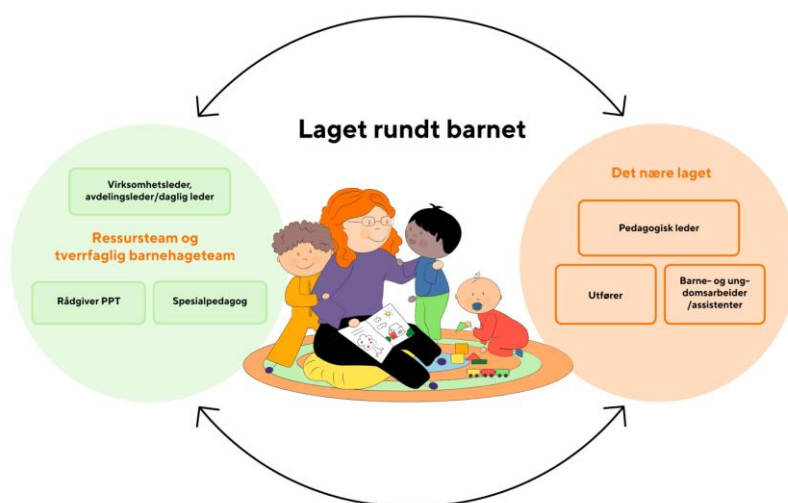 Laget rundt barnet
Virksomhetsleder,
avdelingsleder/daglig leder
Ressursteam og
tverrfaglig barnehageteam
Rådgiver PPT
Spesialpedagog
Det nære laget
Pedagogisk leder
Utfører
Barne- og ung-
domsarbeider
/assistenter